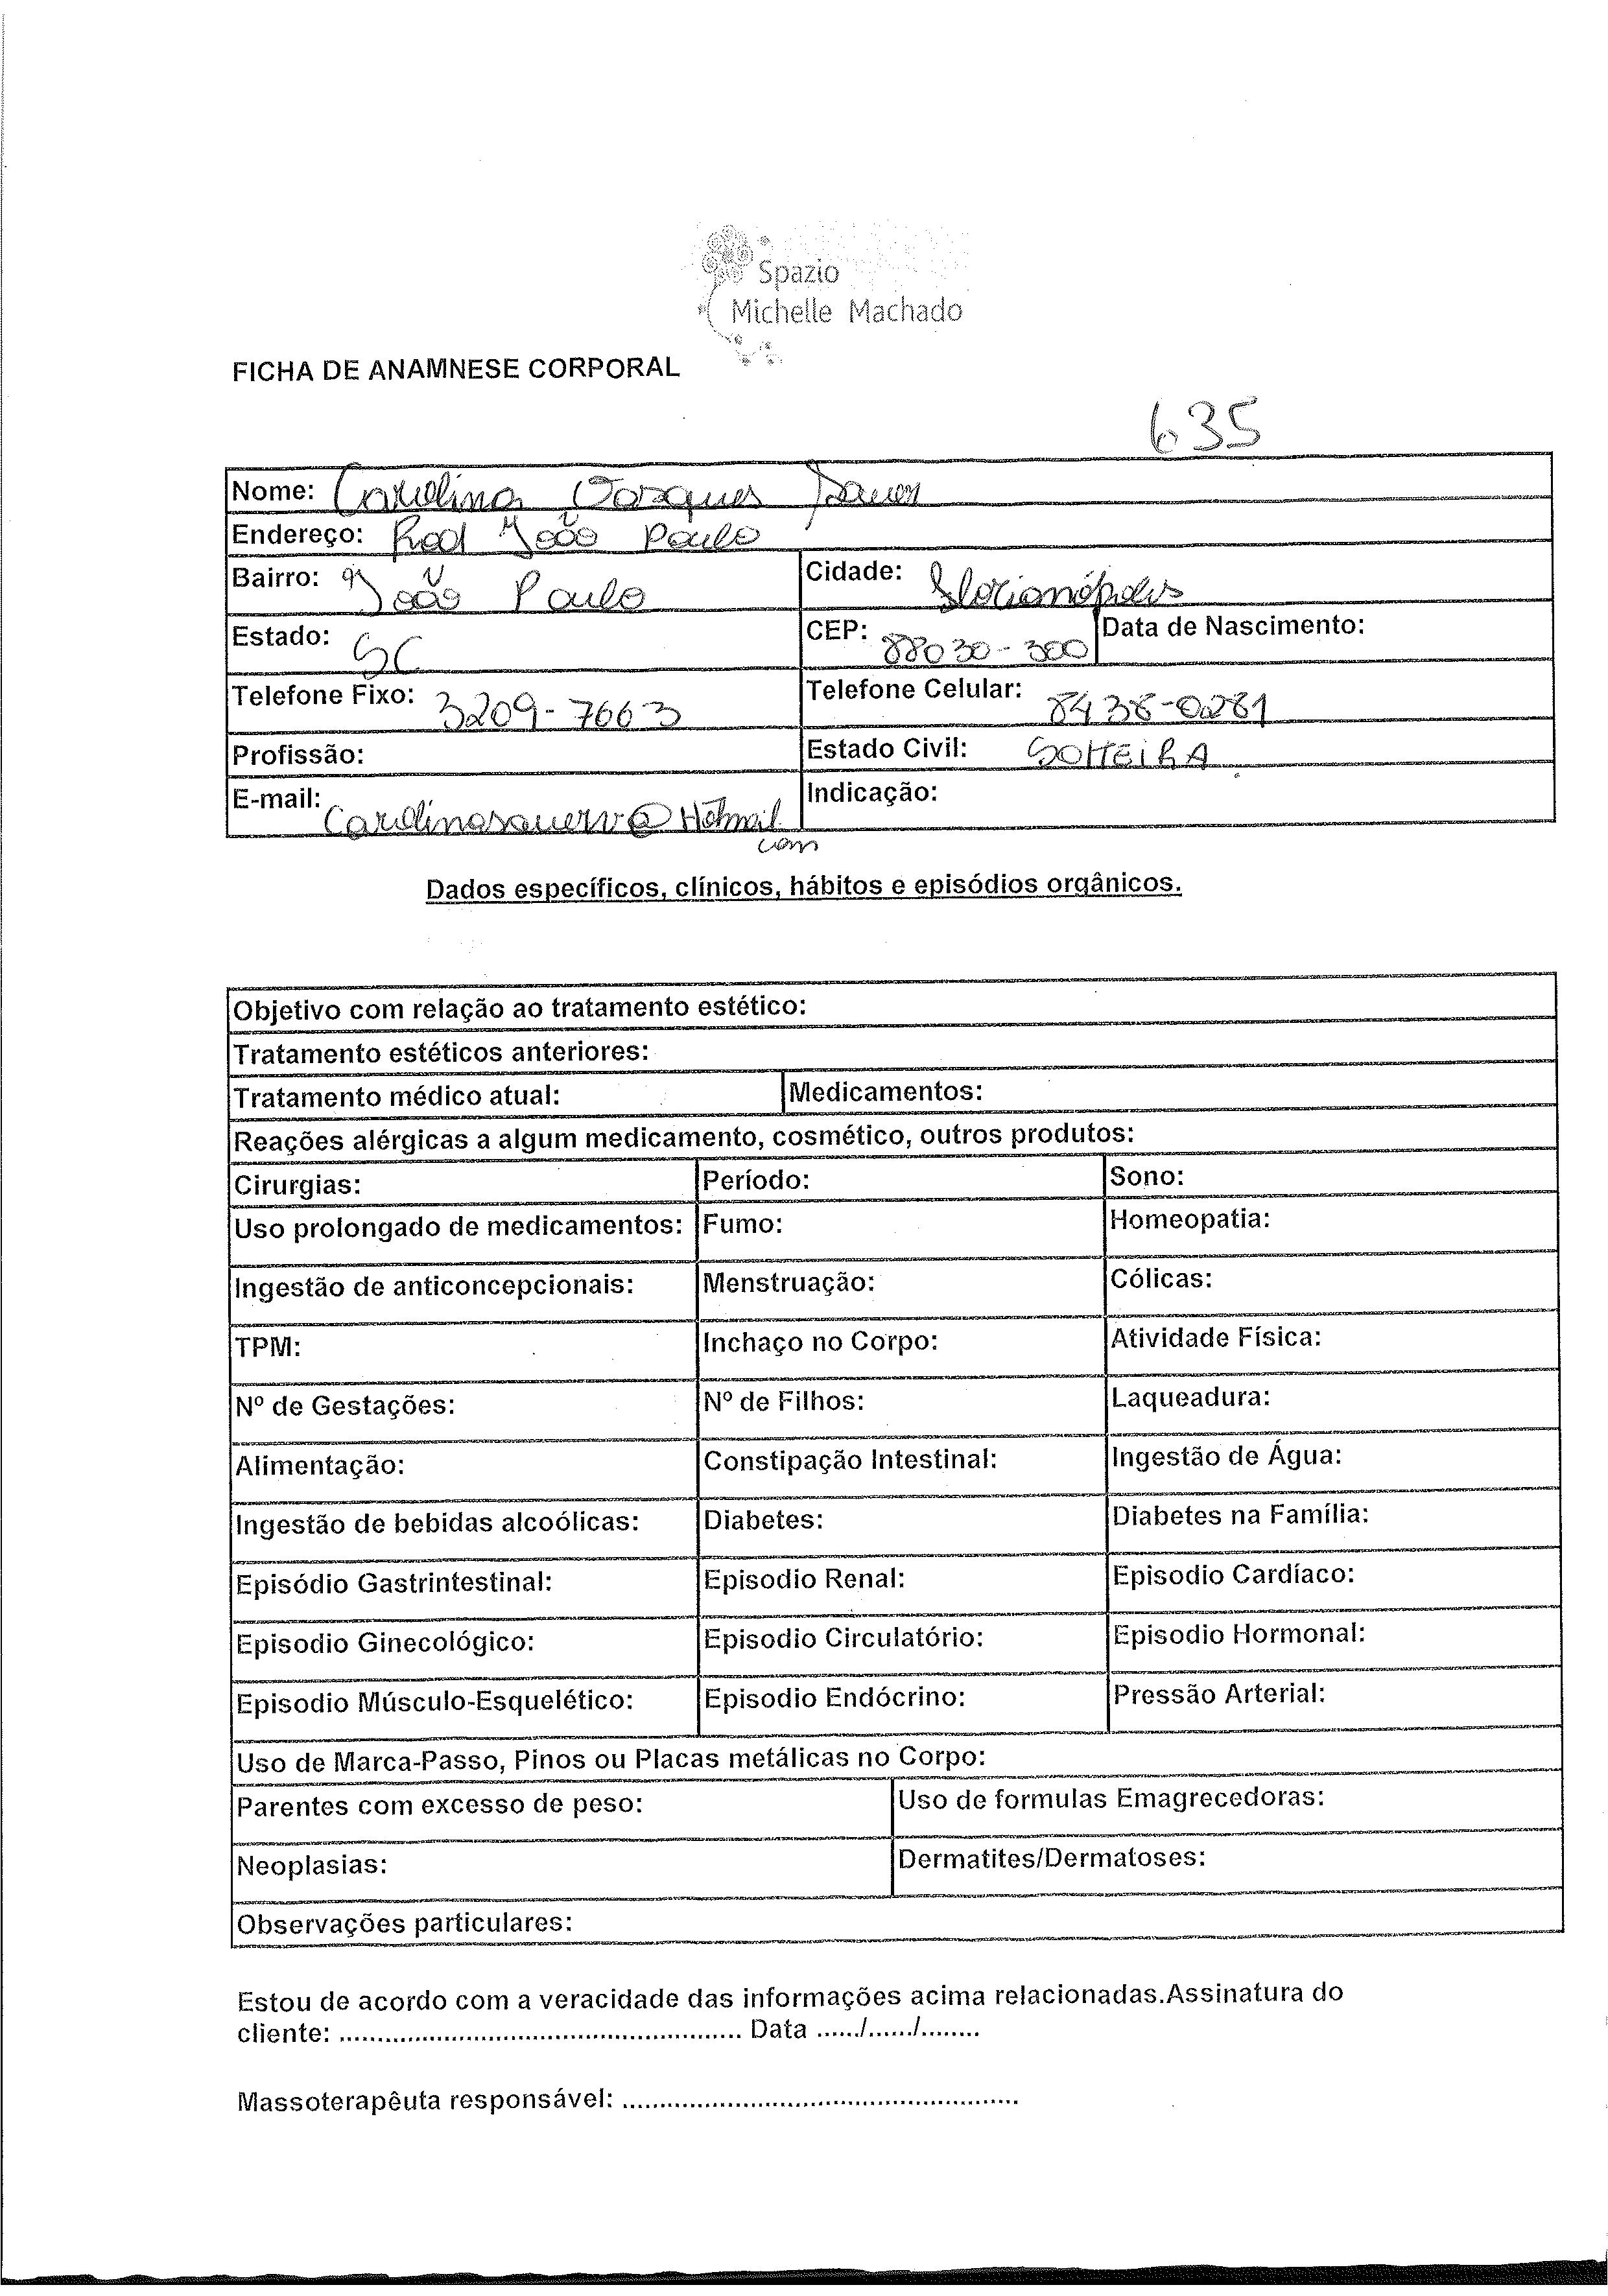 Spazio
Michelle Machado
FICHA DE ANAMNESE CORPORAL
635
Nome: Carolina Vasques
Endereço: Rod João Paulo
Bairro: João Paulo Cidade: Florianópolis
Estado: SC CEP: 88030-300 Data de Nascimento:
Telefone Fixo: 3209-7663 Telefone Celular: 8438-0281
Profissão: Estado Civil: SOLTEIRA
E-mail: Carolinasauerv@Hotmail. Indicação:
com
Dados específicos, clínicos, hábitos e episódios orgânicos.
Objetivo com relação ao tratamento estético:
Tratamento estéticos anteriores:
Tratamento médico atual: Medicamentos:
Reações alérgicas a algum medicamento, cosmético, outros produtos:
Cirurgias: Período: Sono:
Uso prolongado de medicamentos: Fumo: Homeopatia:
Ingestão de anticoncepcionais: Menstruação: Cólicas:
TPM: Inchaço no Corpo: Atividade Física:
Nº de Gestações: Nº de Filhos: Laqueadura:
Alimentação: Constipação Intestinal: Ingestão de Água:
Ingestão de bebidas alcoólicas: Diabetes: Diabetes na Família:
Episódio Gastrintestinal: Episodio Renal: Episodio Cardíaco:
Episodio Ginecológico: Episodio Circulatório: Episodio Hormonal:
Episodio Músculo-Esquelético: Episodio Endócrino: Pressão Arterial:
Uso de Marca-Passo, Pinos ou Placas metálicas no Corpo:
Parentes com excesso de peso: Uso de formulas Emagrecedoras:
Neoplasias: Dermatites/Dermatoses:
Observações particulares:
Estou de acordo com a veracidade das informações acima relacionadas.Assinatura do
cliente: ...................................................... Data ....../....../........
Massoterapêuta responsável: .....................................................